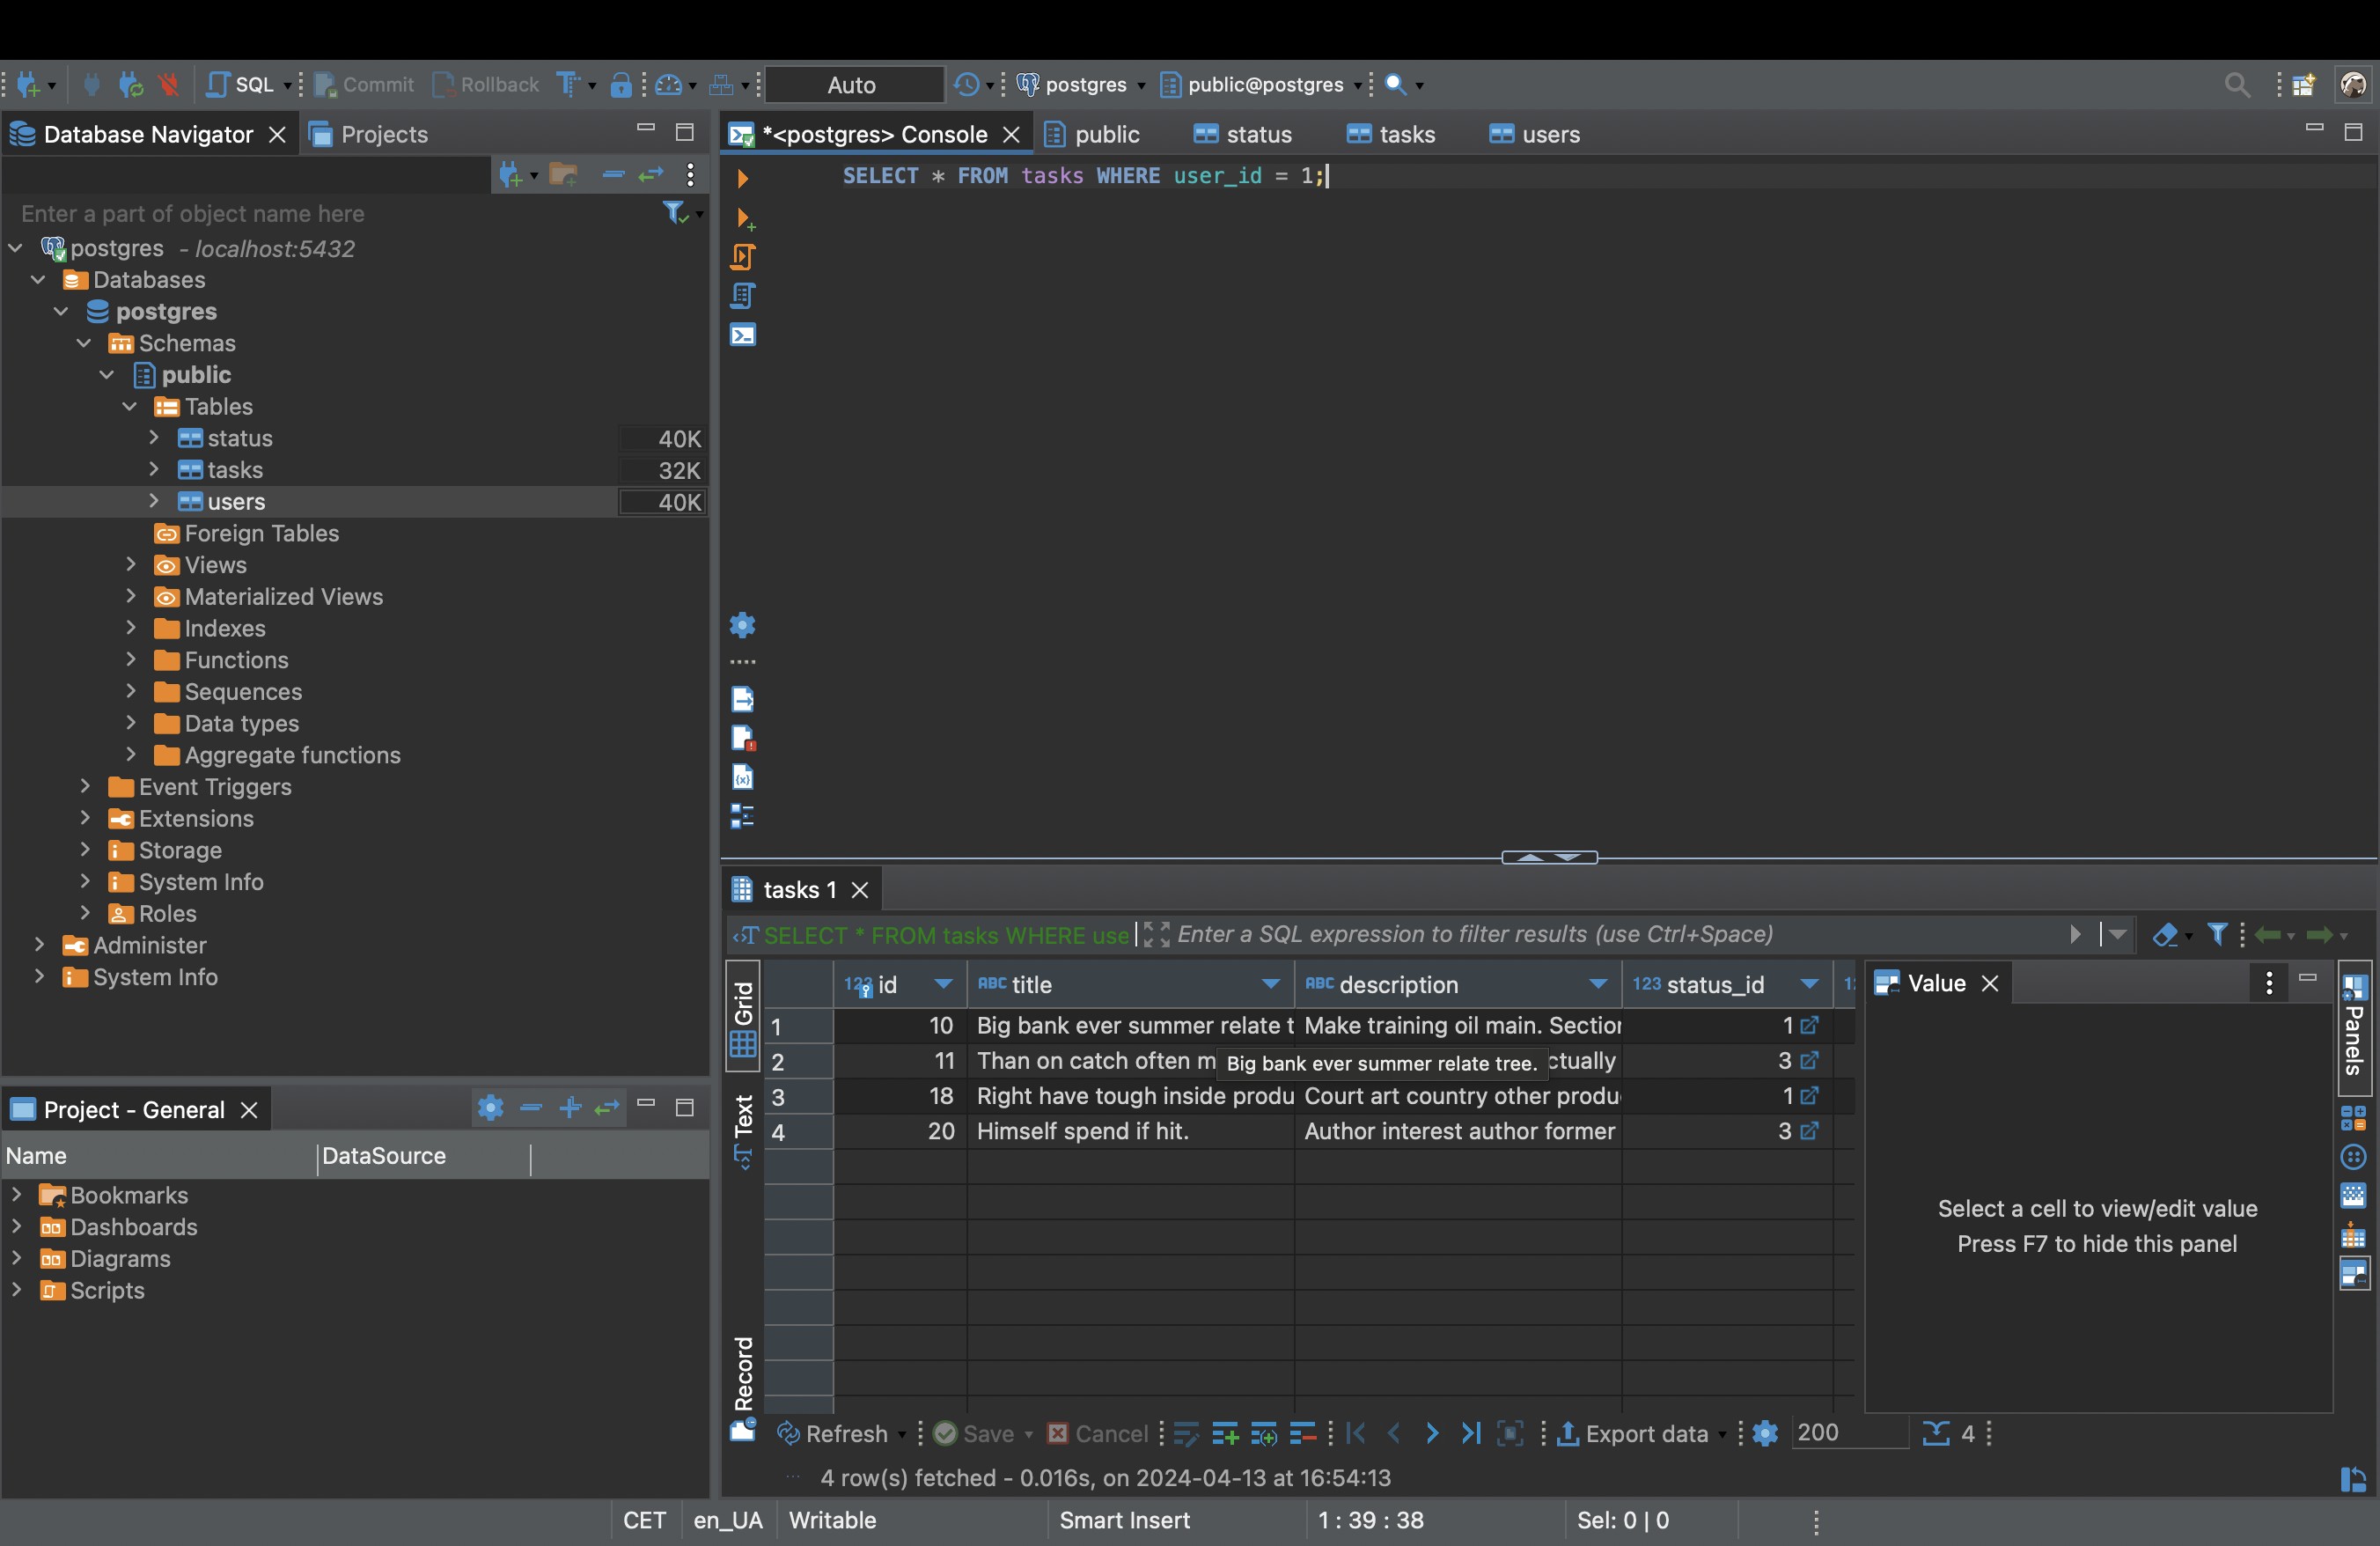 SQL Commit Rollback Auto postgres public@postgres
Database Navigator Projects
*<postgres> Console public status tasks users
Enter a part of object name here
postgres - localhost:5432
Databases
postgres
Schemas
public
Tables
status 40K
tasks 32K
users 40K
Foreign Tables
Views
Materialized Views
Indexes
Functions
Sequences
Data types
Aggregate functions
Event Triggers
Extensions
Storage
System Info
Roles
Administer
System Info
Project - General
Name DataSource
Bookmarks
Dashboards
Diagrams
Scripts
SELECT * FROM tasks WHERE user_id = 1;
tasks 1
SELECT * FROM tasks WHERE use Enter a SQL expression to filter results (use Ctrl+Space)
Grid
Text
Record
123 id ABC title ABC description 123 status_id
1 10 Big bank ever summer relate t Make training oil main. Section 1
2 11 Than on catch often m ctually 3
Big bank ever summer relate tree.
3 18 Right have tough inside produ Court art country other produ 1
4 20 Himself spend if hit. Author interest author former 3
Value
Select a cell to view/edit value
Press F7 to hide this panel
Panels
Refresh Save Cancel Export data 200 4
4 row(s) fetched - 0.016s, on 2024-04-13 at 16:54:13
CET en_UA Writable Smart Insert 1 : 39 : 38 Sel: 0 | 0